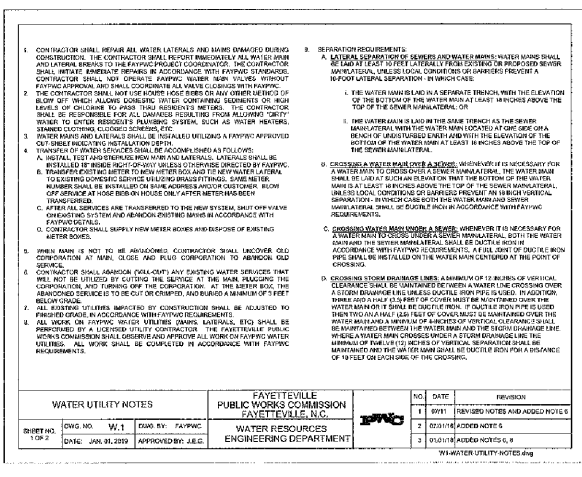 1. CONTRACTOR SHALL REPAIR ALL WATER LATERALS AND MAINS DAMAGED DURING
CONSTRUCTION. THE CONTRACTOR SHALL REPORT IMMEDIATELY ALL WATER MAIN
AND LATERAL BREAKS TO THE FAYPWC PROJECT COORDINATOR. THE CONTRACTOR
SHALL INITIATE IMMEDIATE REPAIRS IN ACCORDANCE WITH FAYPWC STANDARDS.
CONTRACTOR SHALL NOT OPERATE FAYPWC WATER MAIN VALVES WITHOUT
FAYPWC APPROVAL AND SHALL COORDINATE ALL VALVE CLOSINGS WITH FAYPWC.
2. THE CONTRACTOR SHALL NOT USE HOUSE HOSE BIBBS OR ANY OTHER METHOD OF
BLOW OFF WHICH ALLOWS DOMESTIC WATER CONTAINING SEDIMENTS OR HIGH
LEVELS OF CHLORINE TO PASS THRU RESIDENT'S METERS. THE CONTRACTOR
SHALL BE RESPONSIBLE FOR ALL DAMAGES RESULTING FROM ALLOWING "DIRTY"
WATER TO ENTER RESIDENT'S PLUMBING SYSTEM, SUCH AS WATER HEATERS,
STAINED CLOTHING, CLOGGED SCREENS, ETC.
3. WATER MAINS AND LATERALS SHALL BE INSTALLED UTILIZING A FAYPWC APPROVED
CUT-SHEET INDICATING INSTALLATION DEPTH.
4. TRANSFER OF WATER SERVICES SHALL BE ACCOMPLISHED AS FOLLOWS:
A. INSTALL TEST AND STERILIZE NEW MAIN AND LATERALS. LATERALS SHALL BE
INSTALLED 18" INSIDE RIGHT-OF-WAY UNLESS OTHERWISE DIRECTED BY FAYPWC.
B. TRANSFER EXISTING METER TO NEW METER BOX AND THE NEW WATER LATERAL
TO EXISTING DOMESTIC SERVICE UTILIZING BRASS FITTINGS. SAME METER
NUMBER SHALL BE INSTALLED ON SAME ADDRESS AND/OR CUSTOMER. BLOW
OFF SERVICE AT HOSE BIBB ON HOUSE ONLY AFTER METER HAS BEEN
TRANSFERRED.
C. AFTER ALL SERVICES ARE TRANSFERRED TO THE NEW SYSTEM, SHUT OFF VALVE
ON EXISTING SYSTEM AND ABANDON EXISTING MAINS IN ACCORDANCE WITH
FAYPWC DETAILS.
D. CONTRACTOR SHALL SUPPLY NEW METER BOXES AND DISPOSE OF EXISTING
METER BOXES.
5. WHEN MAIN IS NOT TO BE ABANDONED CONTRACTOR SHALL UNCOVER OLD
CORPORATION AT MAIN, CLOSE AND PLUG CORPORATION TO ABANDON OLD
SERVICE.
6. CONTRACTOR SHALL ABANDON ("KILL-OUT") ANY EXISTING WATER SERVICES THAT
WILL NOT BE UTILIZED BY CUTTING THE SERVICE AT THE MAIN, PLUGGING THE
CORPORATION, AND TURNING OFF THE CORPORATION. AT THE METER BOX, THE
ABANDONED SERVICE IS TO BE CUT OR CRIMPED, AND BURIED A MINIMUM OF 3 FEET
BELOW GRADE.
7. ALL EXISTING UTILITIES IMPACTED BY CONSTRUCTION SHALL BE ADJUSTED TO
FINISHED GRADE, IN ACCORDANCE WITH FAYPWC REQUIREMENTS.
8. ALL WORK ON FAYPWC WATER UTILITIES (MAINS, LATERALS, ETC) SHALL BE
PERFORMED BY A LICENSED UTILITY CONTRACTOR. THE FAYETTEVILLE PUBLIC
WORKS COMMISSION SHALL OBSERVE AND APPROVE ALL WORK ON FAYPWC WATER
UTILITIES. ALL WORK SHALL BE COMPLETED IN ACCORDANCE WITH FAYPWC
REQUIREMENTS.
9. SEPARATION REQUIREMENTS:
A. LATERAL SEPARATION OF SEWERS AND WATER MAINS: WATER MAINS SHALL
BE LAID AT LEAST 10 FEET LATERALLY FROM EXISTING OR PROPOSED SEWER
MAIN/LATERAL, UNLESS LOCAL CONDITIONS OR BARRIERS PREVENT A
10-FOOT LATERAL SEPARATION - IN WHICH CASE:
i. THE WATER MAIN IS LAID IN A SEPARATE TRENCH, WITH THE ELEVATION
OF THE BOTTOM OF THE WATER MAIN AT LEAST 18 INCHES ABOVE THE
TOP OF THE SEWER MAIN/LATERAL; OR
ii. THE WATER MAIN IS LAID IN THE SAME TRENCH AS THE SEWER
MAIN/LATERAL WITH THE WATER MAIN LOCATED AT ONE SIDE ON A
BENCH OF UNDISTURBED EARTH AND WITH THE ELEVATION OF THE
BOTTOM OF THE WATER MAIN AT LEAST 18 INCHES ABOVE THE TOP OF
THE SEWER MAIN/LATERAL.
B. CROSSING A WATER MAIN OVER A SEWER: WHENEVER IT IS NECESSARY FOR
A WATER MAIN TO CROSS OVER A SEWER MAIN/LATERAL, THE WATER MAIN
SHALL BE LAID AT SUCH AN ELEVATION THAT THE BOTTOM OF THE WATER
MAIN IS AT LEAST 18 INCHES ABOVE THE TOP OF THE SEWER MAIN/LATERAL,
UNLESS LOCAL CONDITIONS OR BARRIERS PREVENT AN 18 INCH VERTICAL
SEPARATION - IN WHICH CASE BOTH THE WATER MAIN AND SEWER
MAIN/LATERAL SHALL BE DUCTILE IRON IN ACCORDANCE WITH FAYPWC
REQUIREMENTS.
C. CROSSING WATER MAIN UNDER A SEWER: WHENEVER IT IS NECESSARY FOR
A WATER MAIN TO CROSS UNDER A SEWER MAIN/LATERAL, BOTH THE WATER
MAIN AND THE SEWER MAIN/LATERAL SHALL BE DUCTILE IRON IN
ACCORDANCE WITH FAYPWC REQUIREMENTS. A FULL JOINT OF DUCTILE IRON
PIPE SHALL BE INSTALLED ON THE WATER MAIN CENTERED AT THE POINT OF
CROSSING.
D. CROSSING STORM DRAINAGE LINES: A MINIMUM OF 12 INCHES OF VERTICAL
CLEARANCE SHALL BE MAINTAINED BETWEEN A WATER LINE CROSSING OVER
A STORM DRAINAGE LINE UNLESS DUCTILE IRON PIPE IS USED. IN ADDITION,
THREE AND A HALF (3.5) FEET OF COVER MUST BE MAINTAINED OVER THE
WATER MAIN OR IT SHALL BE DUCTILE IRON. IF DUCTILE IRON PIPE IS USED
THEN TWO AN A HALF (2.5) FEET OF COVER MUST BE MAINTAINED OVER THE
WATER MAIN AND A MINIMUM OF 4-INCHES OF VERTICAL CLEARANCE SHALL
BE MAINTAINED BETWEEN THE WATER MAIN AND THE STORM DRAINAGE LINE
WHERE A WATER MAIN CROSSES UNDER A STORM DRAINAGE LINE THE
MINIMUM OF TWELVE (12) INCHES OF VERTICAL SEPARATION SHALL BE
MAINTAINED AND THE WATER MAIN SHALL BE DUCTILE IRON FOR A DISTANCE
OF 10 FEET ON EACH SIDE OF THE CROSSING.
WATER UTILITY NOTES
SHEET NO.
1 OF 2
DWG. NO. W.1
DWG. BY: FAYPWC
DATE: JAN. 01, 2019
APPROVED BY: J.E.G.
FAYETTEVILLE
PUBLIC WORKS COMMISSION
FAYETTEVILLE, N.C.
WATER RESOURCES
ENGINEERING DEPARTMENT
PWC
NO. DATE REVISION
1 07/11 REVISED NOTES AND ADDED NOTE 6
2 02/01/16 ADDED NOTE 6
3 01/01/18 ADDED NOTES 6, 8
W1-WATER-UTILITY-NOTES.dwg